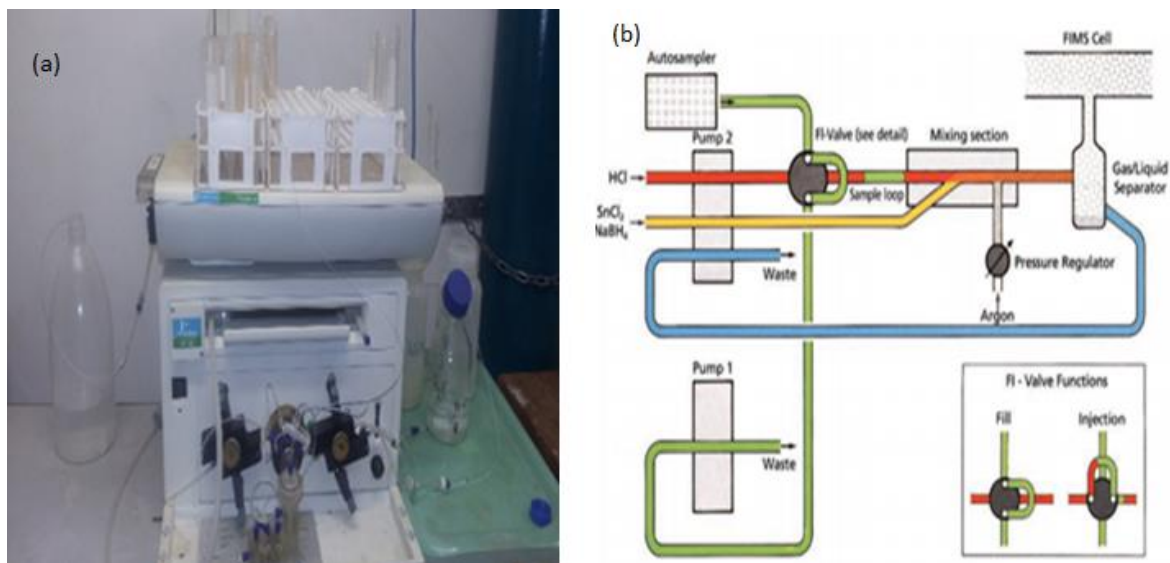 (a)
(b)
FIMS Cell
Autosampler
Pump 2
FI-Valve (see detail)
Mixing section
Gas/Liquid
Separator
HCl
Sample loop
SnCl₂
NaBH₄
Waste
Pressure Regulator
Argon
Pump 1
Waste
FI - Valve Functions
Fill
Injection